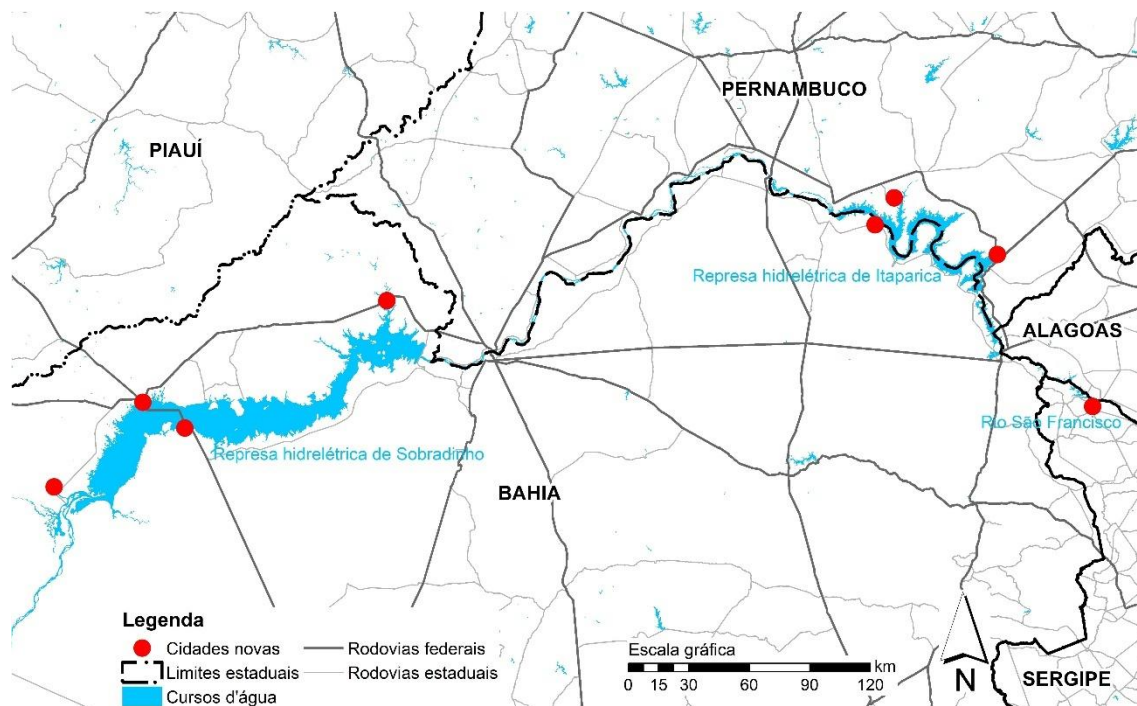 PERNAMBUCO
PIAUÍ
Represa hidrelétrica de Itaparica
ALAGOAS
Rio São Francisco
Represa hidrelétrica de Sobradinho
BAHIA
Legenda
Cidades novas
Rodovias federais
Limites estaduais
Rodovias estaduais
Cursos d'água
Escala gráfica
km
0 15 30 60 90 120
N
SERGIPE